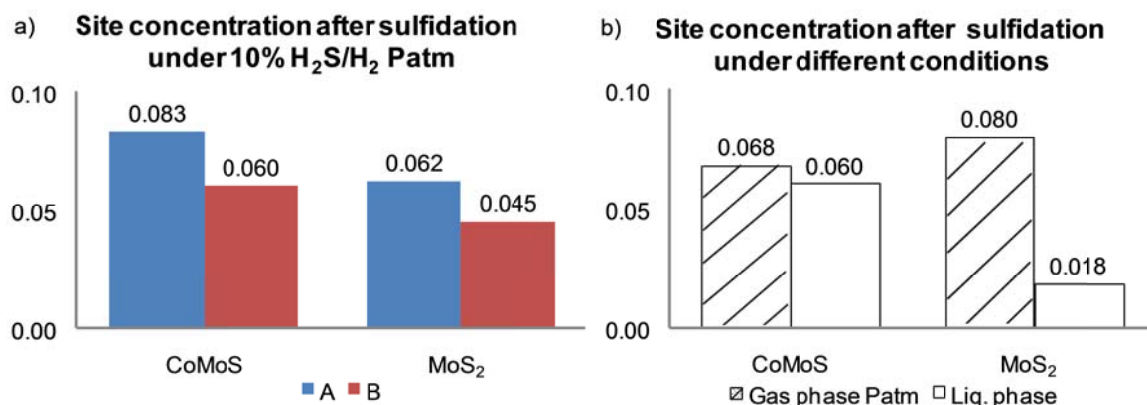 a) Site concentration after sulfidation
under 10% H₂S/H₂ Patm
0.10
0.05
0.00
0.083
0.060
0.062
0.045
CoMoS
MoS₂
A
B
b) Site concentration after sulfidation
under different conditions
0.10
0.05
0.00
0.068
0.060
0.080
0.018
CoMoS
MoS₂
Gas phase Patm
Liq. phase